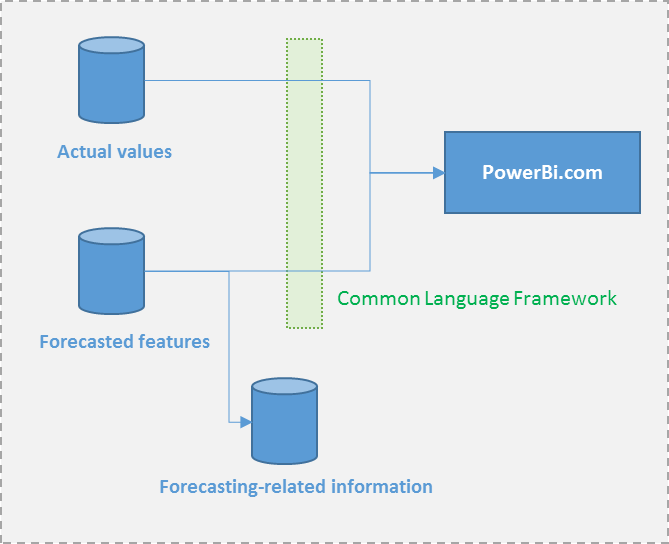 Actual values
PowerBi.com
Common Language Framework
Forecasted features
Forecasting-related information